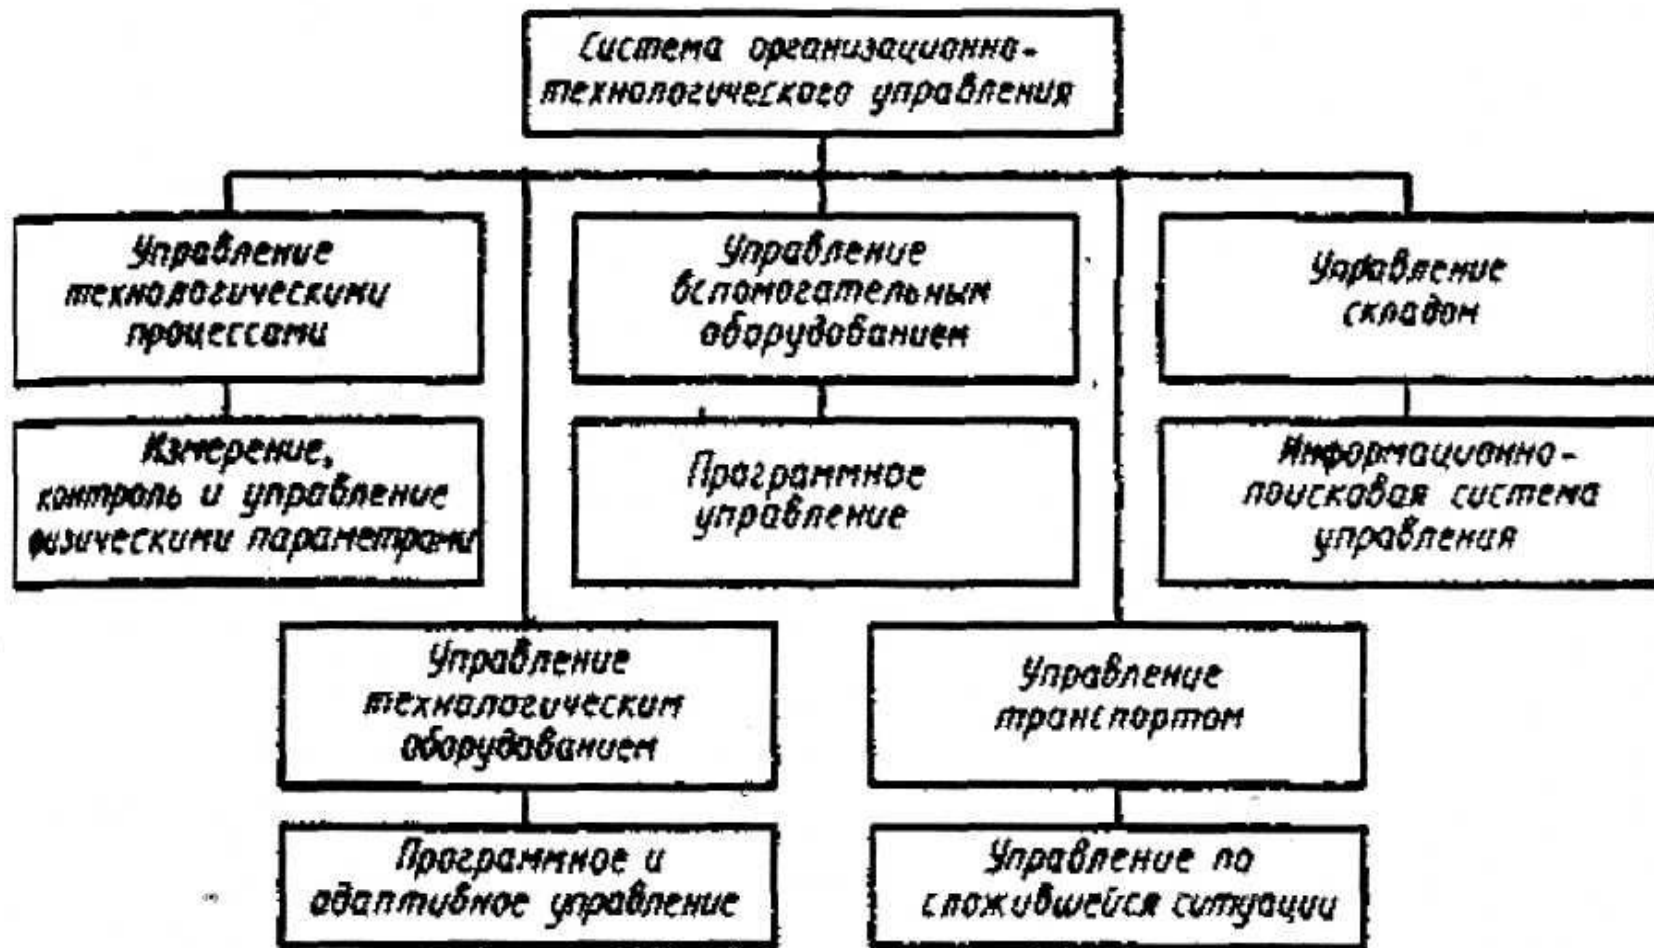 Система организационно-
технологического управления
Управление
технологическими
процессами
Управление
вспомогательным
оборудованием
Управление
складом
Измерение,
контроль и управление
физическими параметрами
Программное
управление
Информационно-
поисковая система
управления
Управление
технологическим
оборудованием
Управление
транспортом
Программное и
адаптивное управление
Управление по
сложившейся ситуации